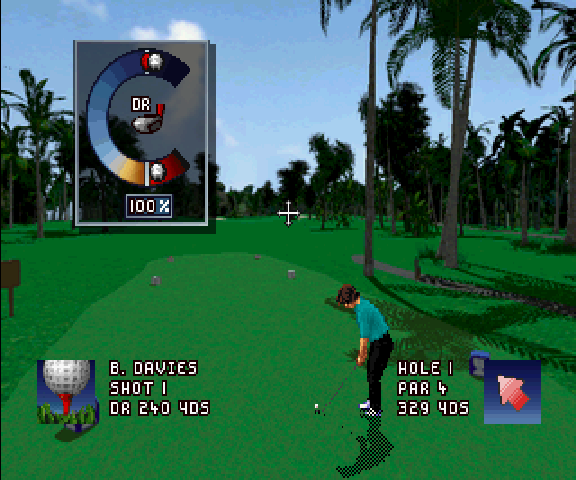 DR
100%
B. DAVIES
SHOT 1
DR 240 YDS
HOLE 1
PAR 4
329 YDS